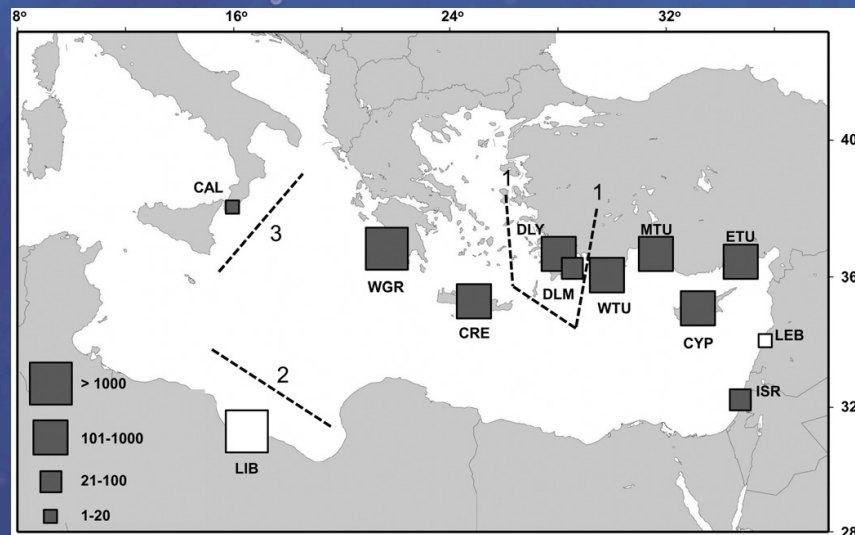 8° 16° 24° 32°
40
36
32
28
CAL
3
WGR
CRE
1
1
DLY
DLM
WTU
MTU
ETU
CYP
LEB
ISR
2
LIB
> 1000
101-1000
21-100
1-20